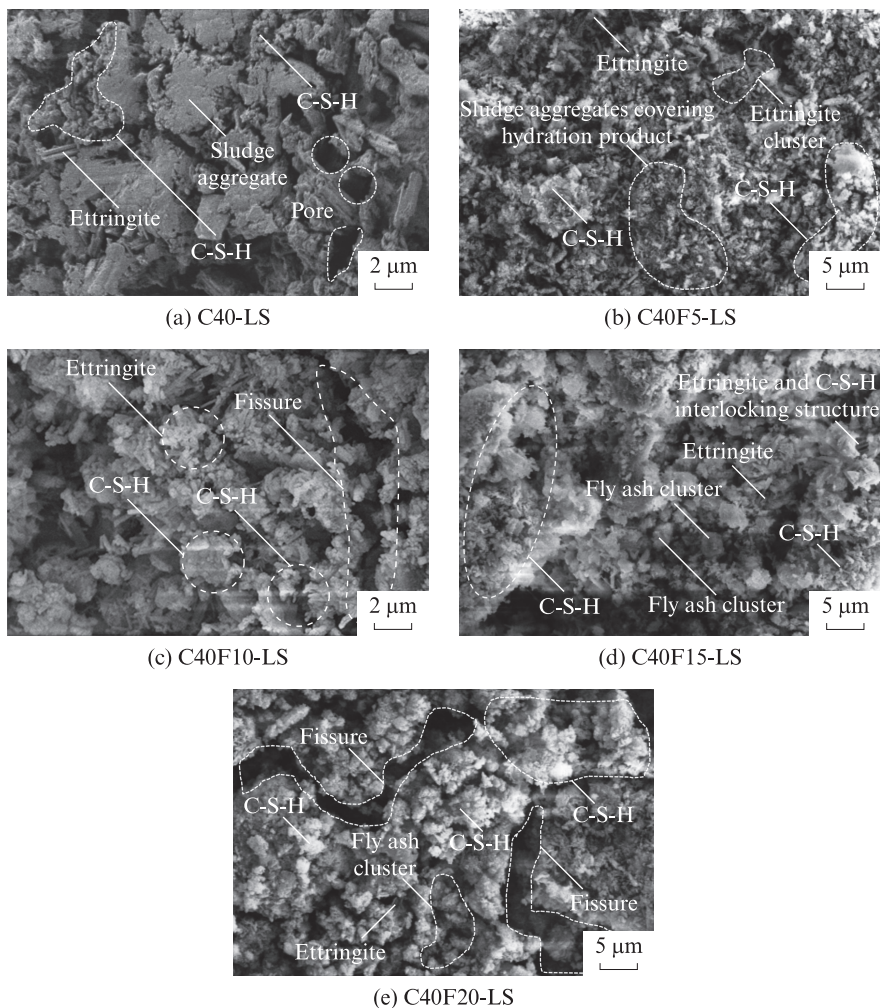 C-S-H
Sludge
aggregate
Ettringite
Pore
C-S-H
2 μm
(a) C40-LS
Ettringite
Sludge aggregates covering
hydration product
Ettringite
cluster
C-S-H
C-S-H
5 μm
(b) C40F5-LS
Ettringite
Fissure
C-S-H
C-S-H
2 μm
(c) C40F10-LS
Ettringite and C-S-H
interlocking structure
Ettringite
Fly ash cluster
C-S-H
C-S-H
Fly ash cluster
5 μm
(d) C40F15-LS
Fissure
C-S-H
C-S-H
C-S-H
Fly ash
cluster
Fissure
Ettringite
5 μm
(e) C40F20-LS